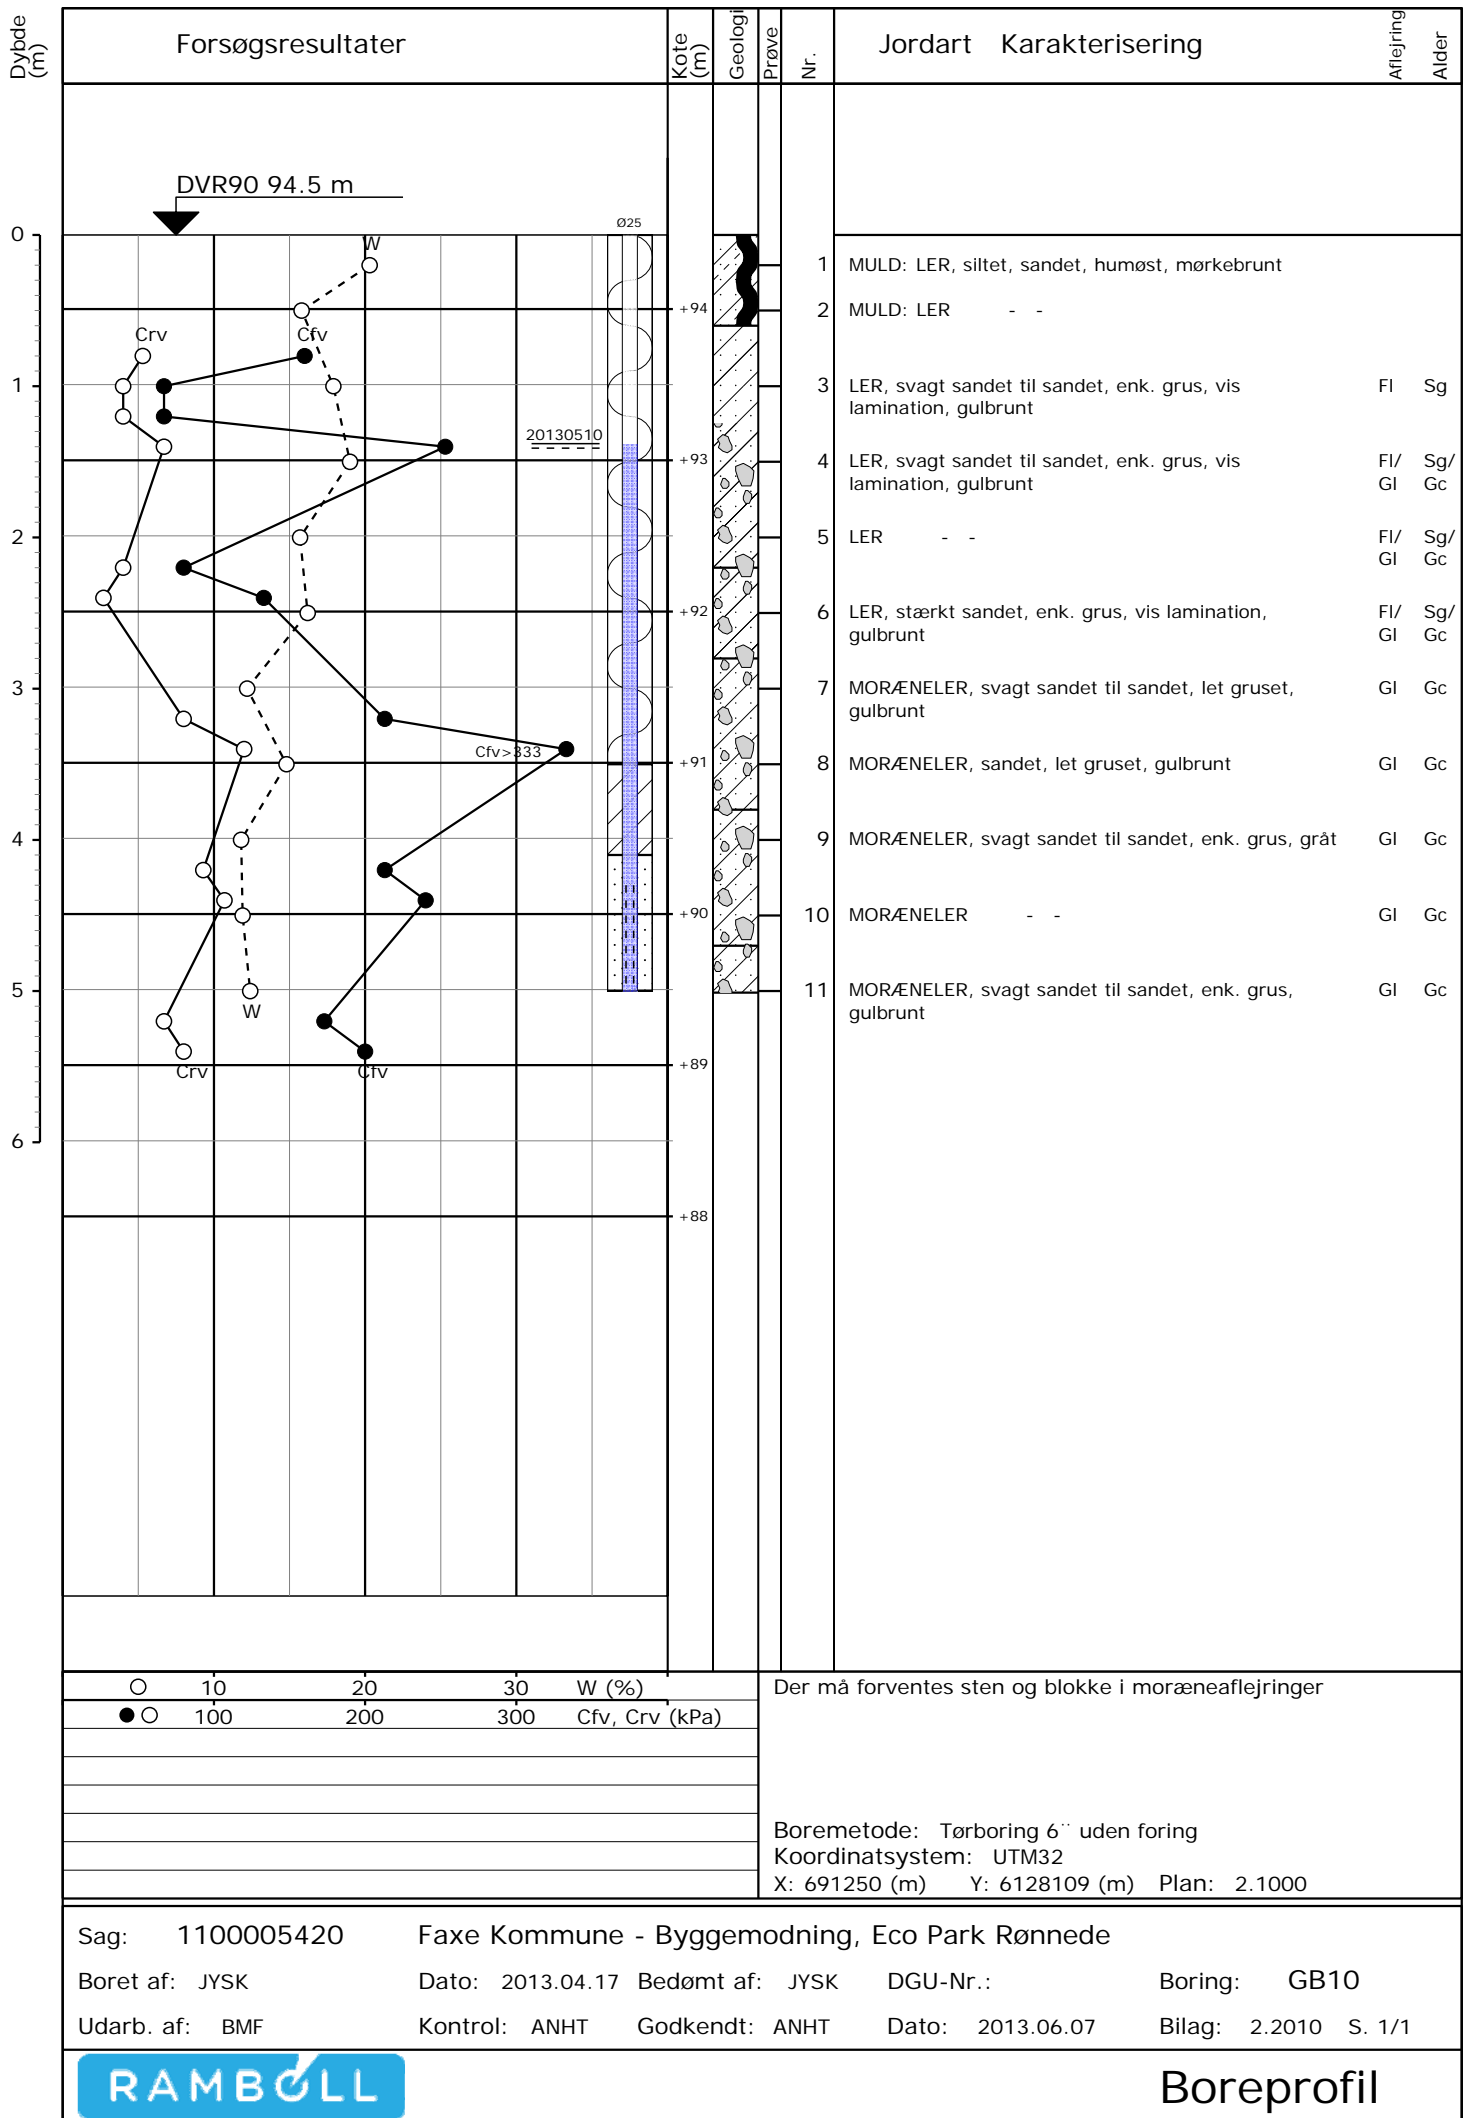 Dybde (m)
Forsøgsresultater
Kote (m)
Geologi
Prøve
Nr.
Jordart Karakterisering
Aflejring
Alder
DVR90 94.5 m
Ø25
0
W
1 MULD: LER, siltet, sandet, humøst, mørkebrunt
+94
2 MULD: LER - -
Crv
Cfv
1
3 LER, svagt sandet til sandet, enk. grus, vis Fl Sg
lamination, gulbrunt
20130510
+93
4 LER, svagt sandet til sandet, enk. grus, vis Fl/ Sg/
lamination, gulbrunt Gl Gc
2
5 LER - - Fl/ Sg/
Gl Gc
+92
6 LER, stærkt sandet, enk. grus, vis lamination, Fl/ Sg/
gulbrunt Gl Gc
3
7 MORÆNELER, svagt sandet til sandet, let gruset, Gl Gc
gulbrunt
Cfv>333
+91
8 MORÆNELER, sandet, let gruset, gulbrunt Gl Gc
4
9 MORÆNELER, svagt sandet til sandet, enk. grus, gråt Gl Gc
+90
10 MORÆNELER - - Gl Gc
5
W
11 MORÆNELER, svagt sandet til sandet, enk. grus, Gl Gc
gulbrunt
Crv
Cfv
+89
6
+88
10 20 30 W (%)
100 200 300 Cfv, Crv (kPa)
Der må forventes sten og blokke i moræneaflejringer
Boremetode: Tørboring 6¨ uden foring
Koordinatsystem: UTM32
X: 691250 (m) Y: 6128109 (m) Plan: 2.1000
Sag: 1100005420 Faxe Kommune - Byggemodning, Eco Park Rønnede
Boret af: JYSK Dato: 2013.04.17 Bedømt af: JYSK DGU-Nr.: Boring: GB10
Udarb. af: BMF Kontrol: ANHT Godkendt: ANHT Dato: 2013.06.07 Bilag: 2.2010 S. 1/1
RAMBØLL
Boreprofil